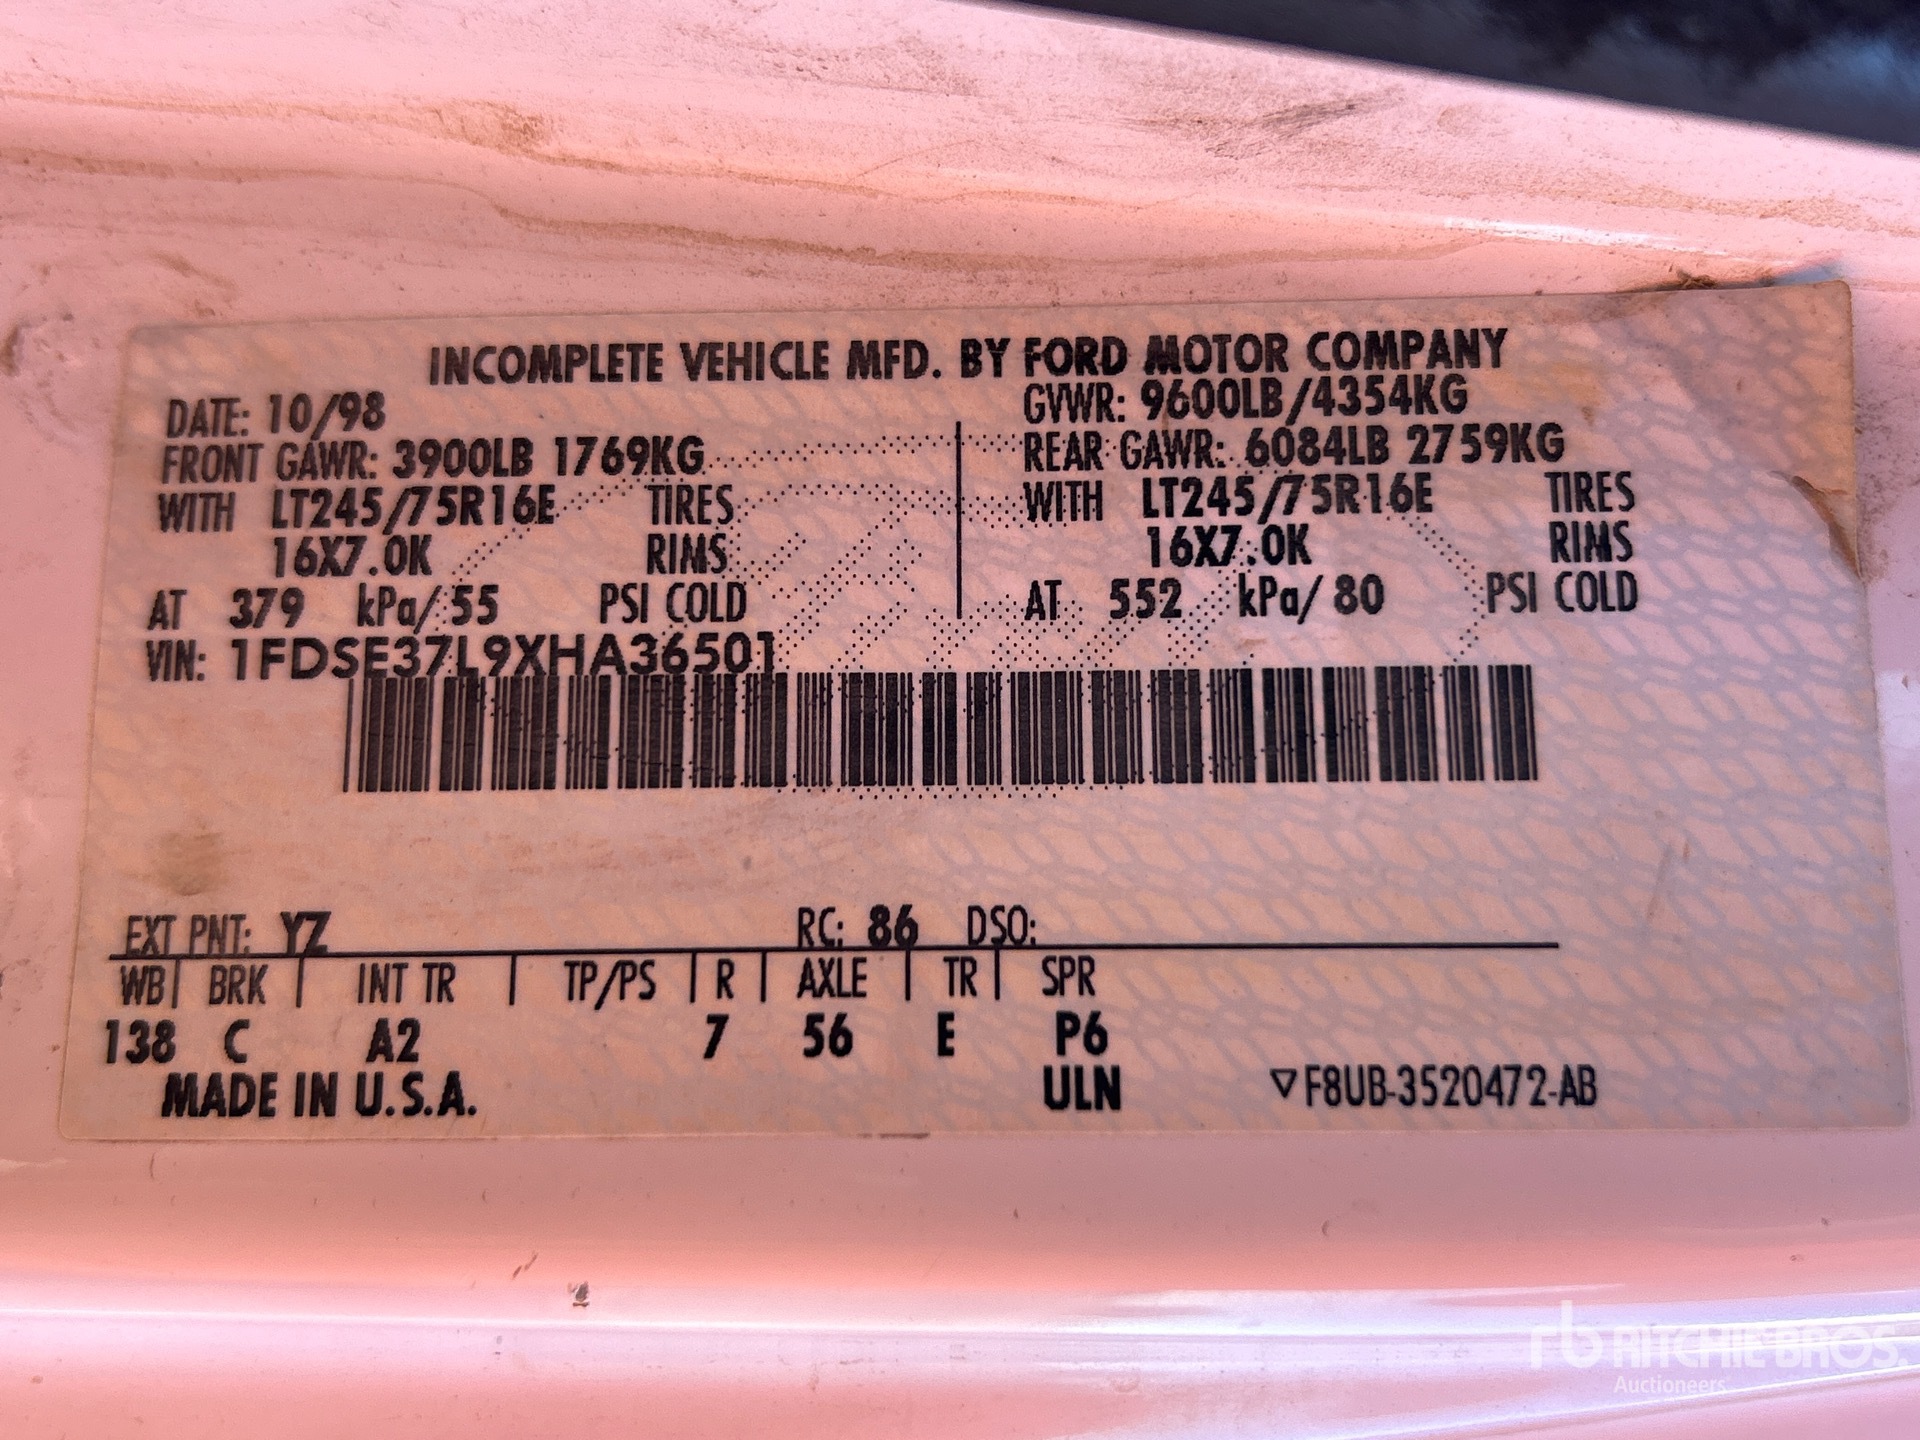 INCOMPLETE VEHICLE MFD. BY FORD MOTOR COMPANY
DATE: 10/98 GVWR: 9600LB/4354KG
FRONT GAWR: 3900LB 1769KG REAR GAWR: 6084LB 2759KG
WITH LT245/75R16E TIRES WITH LT245/75R16E TIRES
16X7.0K RIMS 16X7.0K RIMS
AT 379 kPa/ 55 PSI COLD AT 552 kPa/ 80 PSI COLD
VIN: 1FDSE37L9XHA36501
EXT PNT: YZ RC: 86 DSO:
WB | BRK | INT TR | TP/PS | R | AXLE | TR | SPR
138 C A2 7 56 E P6
MADE IN U.S.A. ULN ▽F8UB-3520472-AB
rb RITCHIE BROS.
Auctioneers